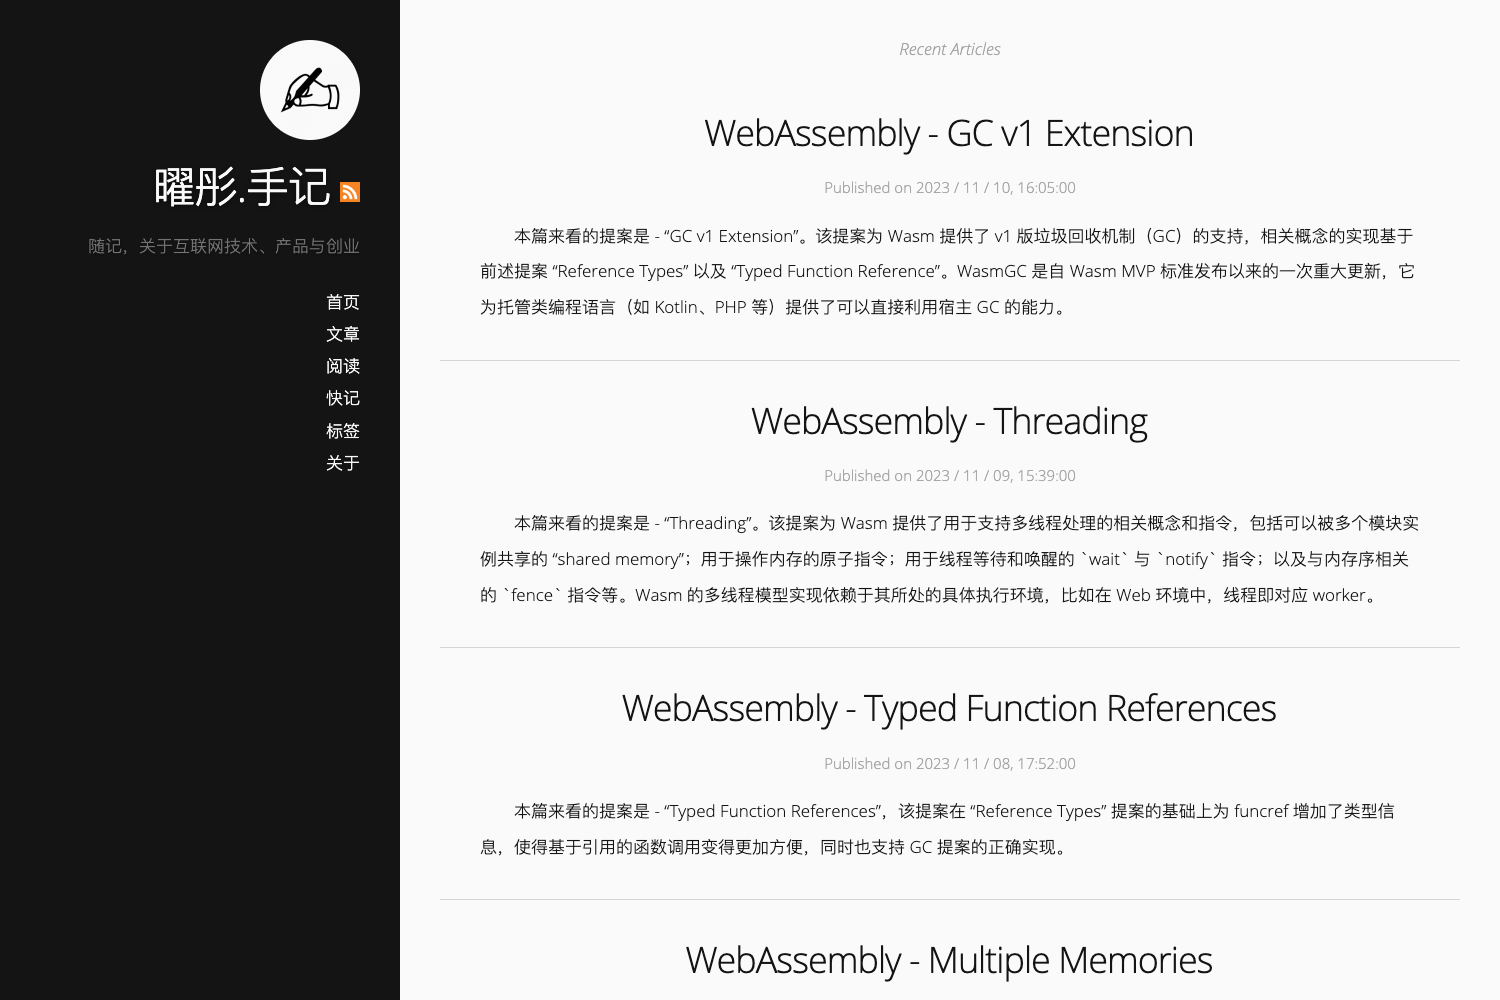 曜彤.手记
随记，关于互联网技术、产品与创业
首页
文章
阅读
快记
标签
关于
Recent Articles
WebAssembly - GC v1 Extension
Published on 2023 / 11 / 10, 16:05:00
本篇来看的提案是 - “GC v1 Extension”。该提案为 Wasm 提供了 v1 版垃圾回收机制（GC）的支持，相关概念的实现基于
前述提案 “Reference Types” 以及 “Typed Function Reference”。WasmGC 是自 Wasm MVP 标准发布以来的一次重大更新，它
为托管类编程语言（如 Kotlin、PHP 等）提供了可以直接利用宿主 GC 的能力。
WebAssembly - Threading
Published on 2023 / 11 / 09, 15:39:00
本篇来看的提案是 - “Threading”。该提案为 Wasm 提供了用于支持多线程处理的相关概念和指令，包括可以被多个模块实
例共享的 “shared memory”；用于操作内存的原子指令；用于线程等待和唤醒的 `wait` 与 `notify` 指令；以及与内存序相关
的 `fence` 指令等。Wasm 的多线程模型实现依赖于其所处的具体执行环境，比如在 Web 环境中，线程即对应 worker。
WebAssembly - Typed Function References
Published on 2023 / 11 / 08, 17:52:00
本篇来看的提案是 - “Typed Function References”，该提案在 “Reference Types” 提案的基础上为 funcref 增加了类型信
息，使得基于引用的函数调用变得更加方便，同时也支持 GC 提案的正确实现。
WebAssembly - Multiple Memories